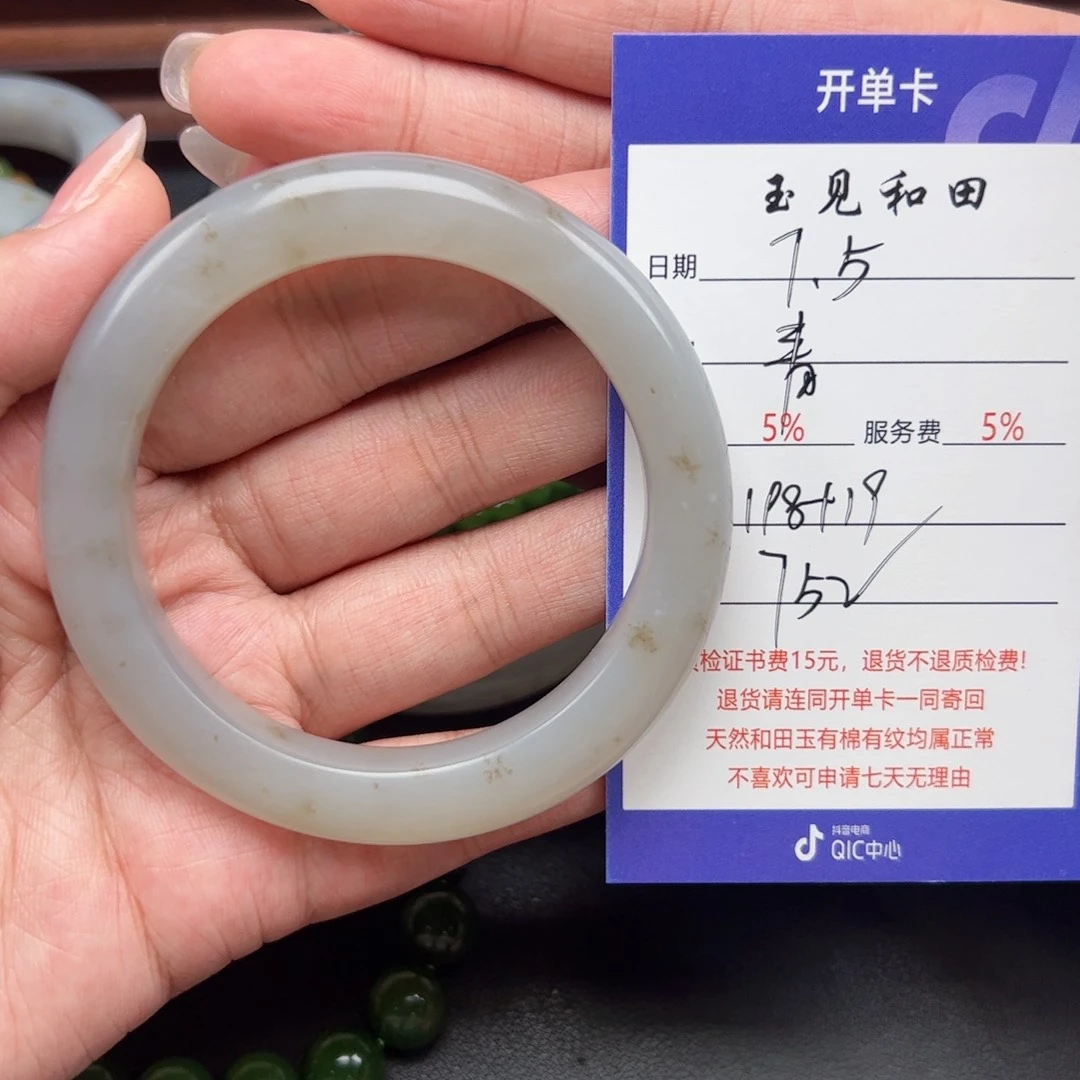 开单卡
玉见和田
日期 7.5
青
5% 服务费 5%
198+19
752
检证书费15元，退货不退质检费!
退货请连同开单卡一同寄回
天然和田玉有棉有纹均属正常
不喜欢可申请七天无理由
抖音电商
QIC中心